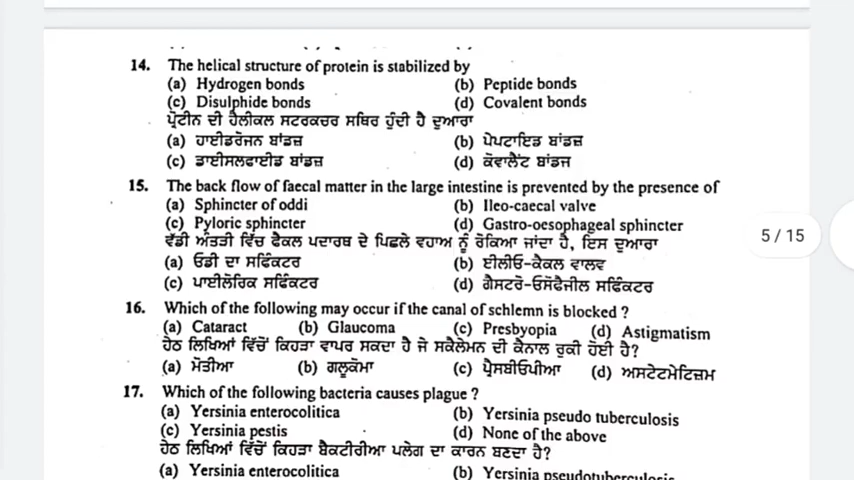 14. The helical structure of protein is stabilized by
(a) Hydrogen bonds (b) Peptide bonds
(c) Disulphide bonds (d) Covalent bonds
ਪ੍ਰੋਟੀਨ ਦੀ ਹੈਲੀਕਲ ਸਟਰਕਚਰ ਸਥਿਰ ਹੁੰਦੀ ਹੈ ਦੁਆਰਾ
(a) ਹਾਈਡਰੋਜਨ ਬਾਂਡਜ਼ (b) ਪੇਪਟਾਇਡ ਬਾਂਡਜ਼
(c) ਡਾਈਸਲਫਾਈਡ ਬਾਂਡਜ਼ (d) ਕੋਵਾਲੈਂਟ ਬਾਂਡਜ
15. The back flow of faecal matter in the large intestine is prevented by the presence of
(a) Sphincter of oddi (b) Ileo-caecal valve
(c) Pyloric sphincter (d) Gastro-oesophageal sphincter
ਵੱਡੀ ਅੰਤੜੀ ਵਿੱਚ ਫੈਕਲ ਪਦਾਰਥ ਦੇ ਪਿਛਲੇ ਵਹਾਅ ਨੂੰ ਰੋਕਿਆ ਜਾਂਦਾ ਹੈ, ਇਸ ਦੁਆਰਾ
(a) ਓਡੀ ਦਾ ਸਫਿੰਕਟਰ (b) ਈਲੀਓ-ਕੈਕਲ ਵਾਲਵ
(c) ਪਾਈਲੋਰਿਕ ਸਫਿੰਕਟਰ (d) ਗੈਸਟਰੋ-ਓਸੋਫੈਜੀਲ ਸਫਿੰਕਟਰ
5 / 15
16. Which of the following may occur if the canal of schlemn is blocked ?
(a) Cataract (b) Glaucoma (c) Presbyopia (d) Astigmatism
ਹੇਠ ਲਿਖਿਆਂ ਵਿੱਚੋਂ ਕਿਹੜਾ ਵਾਪਰ ਸਕਦਾ ਹੈ ਜੇ ਸਕੈਲੇਮਨ ਦੀ ਕੈਨਾਲ ਰੁਕੀ ਹੋਈ ਹੈ?
(a) ਮੋਤੀਆ (b) ਗਲੂਕੋਮਾ (c) ਪ੍ਰੈਸਬੀਓਪੀਆ (d) ਅਸਟੇਟਮੇਟਿਜ਼ਮ
17. Which of the following bacteria causes plague ?
(a) Yersinia enterocolitica (b) Yersinia pseudo tuberculosis
(c) Yersinia pestis (d) None of the above
ਹੇਠ ਲਿਖਿਆਂ ਵਿੱਚੋਂ ਕਿਹੜਾ ਬੈਕਟੀਰੀਆ ਪਲੇਗ ਦਾ ਕਾਰਨ ਬਣਦਾ ਹੈ?
(a) Yersinia enterocolitica (b) Yersinia pseudotuberculosis